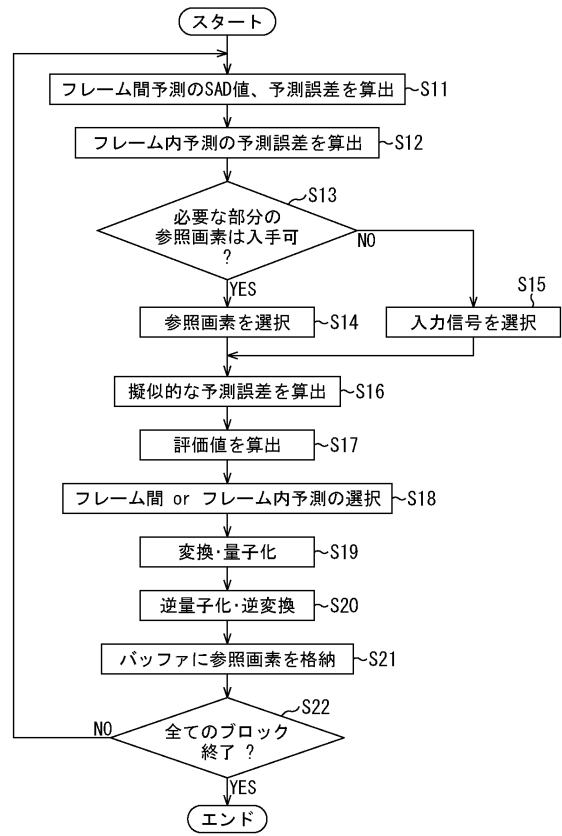 スタート
フレーム間予測のSAD値、予測誤差を算出
S11
フレーム内予測の予測誤差を算出
S12
S13
必要な部分の
参照画素は入手可
?
NO
YES
S15
参照画素を選択
S14
入力信号を選択
擬似的な予測誤差を算出
S16
評価値を算出
S17
フレーム間 or フレーム内予測の選択
S18
変換・量子化
S19
逆量子化・逆変換
S20
バッファに参照画素を格納
S21
S22
NO
全てのブロック
終了 ?
YES
エンド